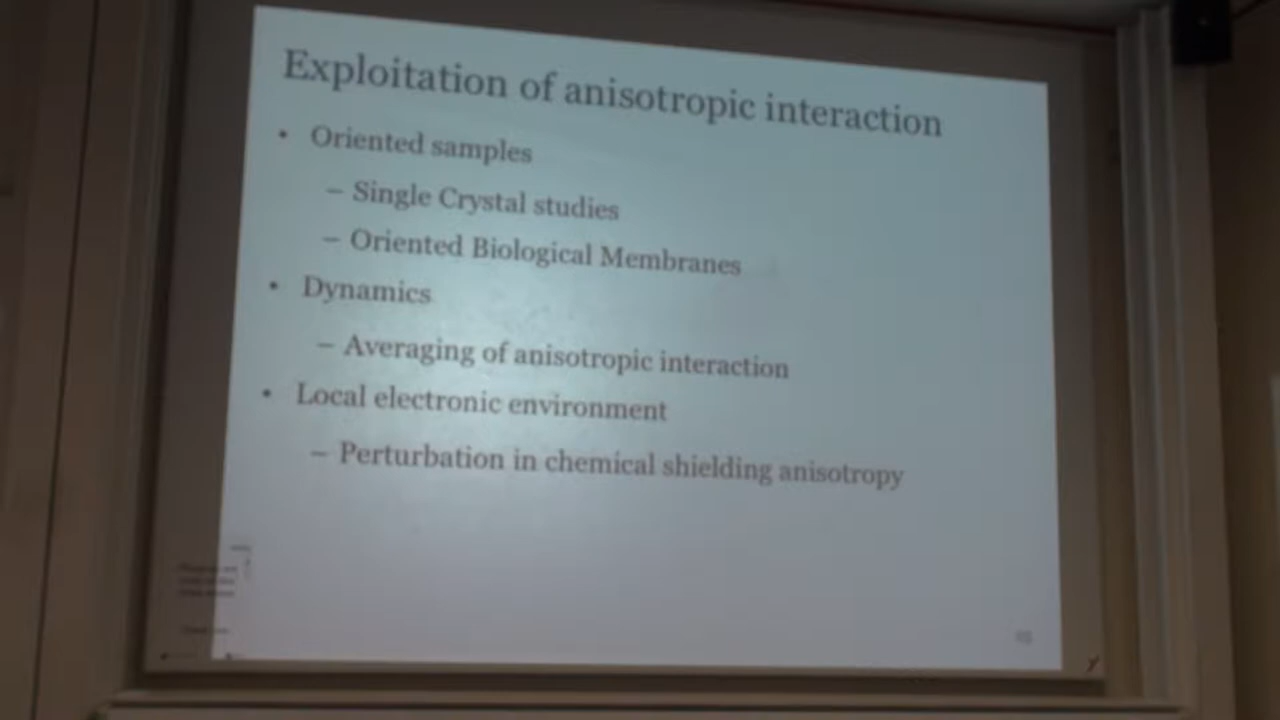 Exploitation of anisotropic interaction
• Oriented samples
– Single Crystal studies
– Oriented Biological Membranes
• Dynamics
– Averaging of anisotropic interaction
• Local electronic environment
– Perturbation in chemical shielding anisotropy